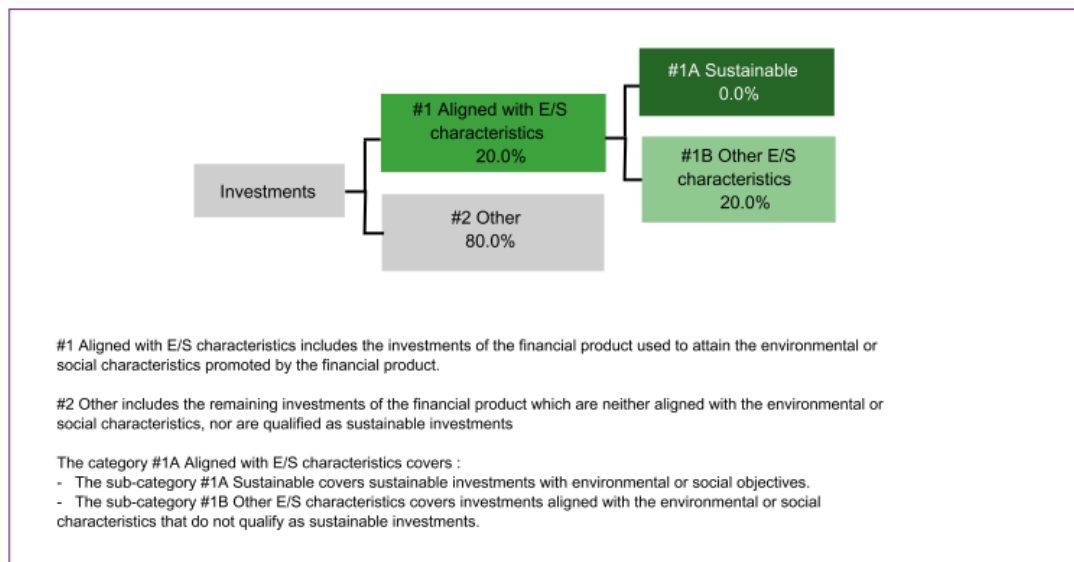 #1A Sustainable
0.0%
#1 Aligned with E/S
characteristics
20.0%
#1B Other E/S
characteristics
20.0%
Investments
#2 Other
80.0%
#1 Aligned with E/S characteristics includes the investments of the financial product used to attain the environmental or
social characteristics promoted by the financial product.
#2 Other includes the remaining investments of the financial product which are neither aligned with the environmental or
social characteristics, nor are qualified as sustainable investments
The category #1A Aligned with E/S characteristics covers :
- The sub-category #1A Sustainable covers sustainable investments with environmental or social objectives.
- The sub-category #1B Other E/S characteristics covers investments aligned with the environmental or social
characteristics that do not qualify as sustainable investments.